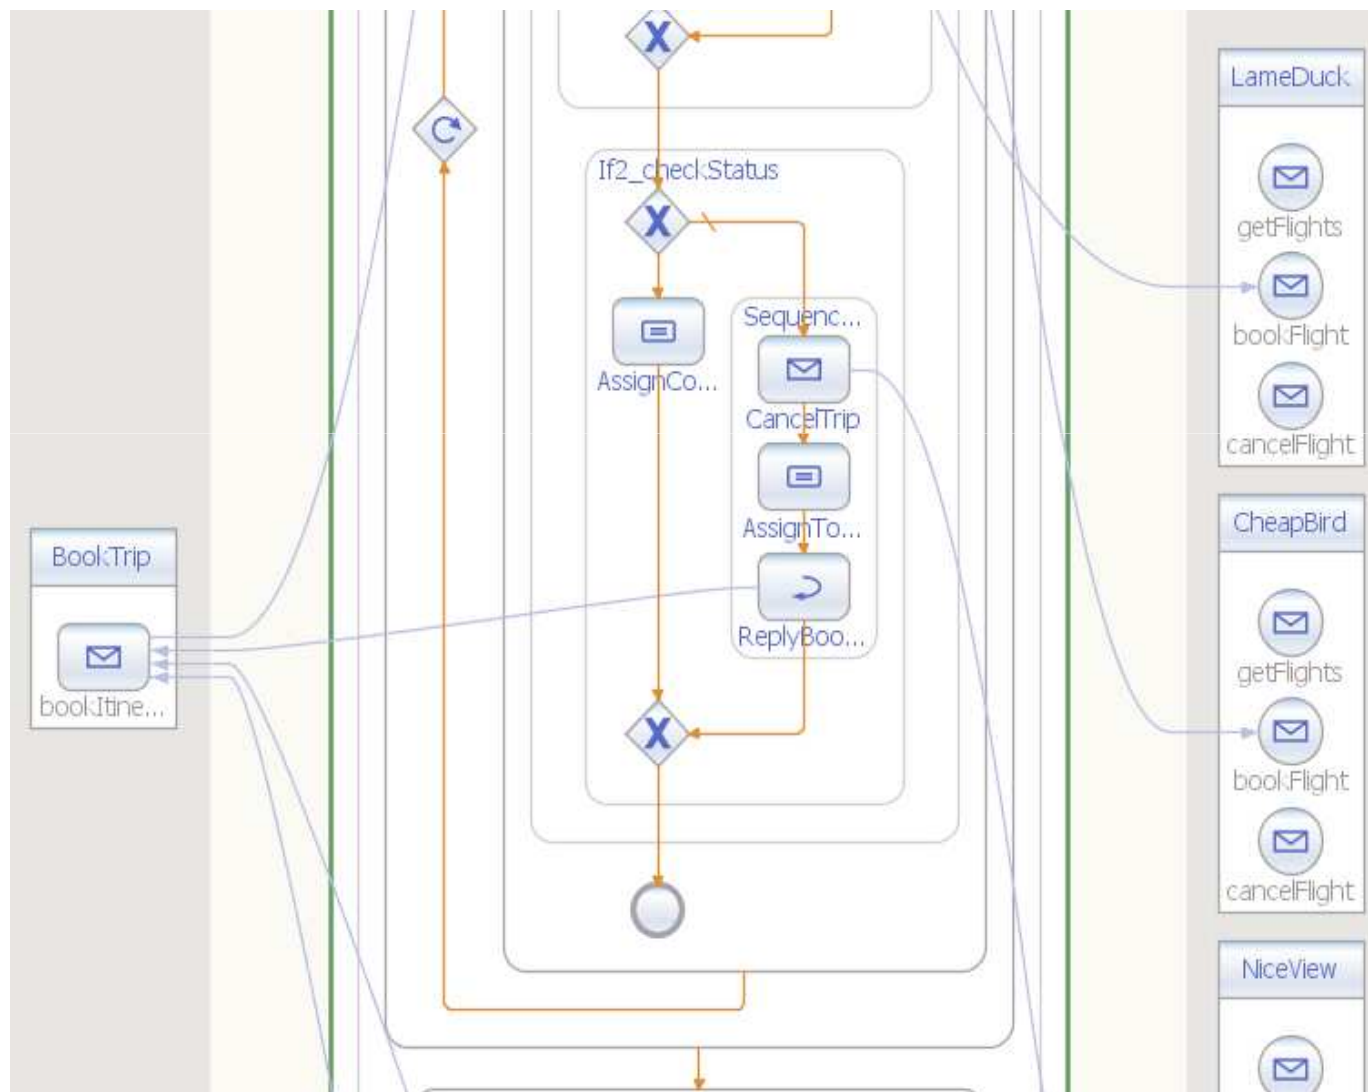 LameDuck
getFlights
bookFlight
cancelFlight
If2_checkStatus
Sequenc...
AssignCo...
CancelTrip
AssignTo...
ReplyBoo...
BookTrip
bookItine...
CheapBird
getFlights
bookFlight
cancelFlight
NiceView